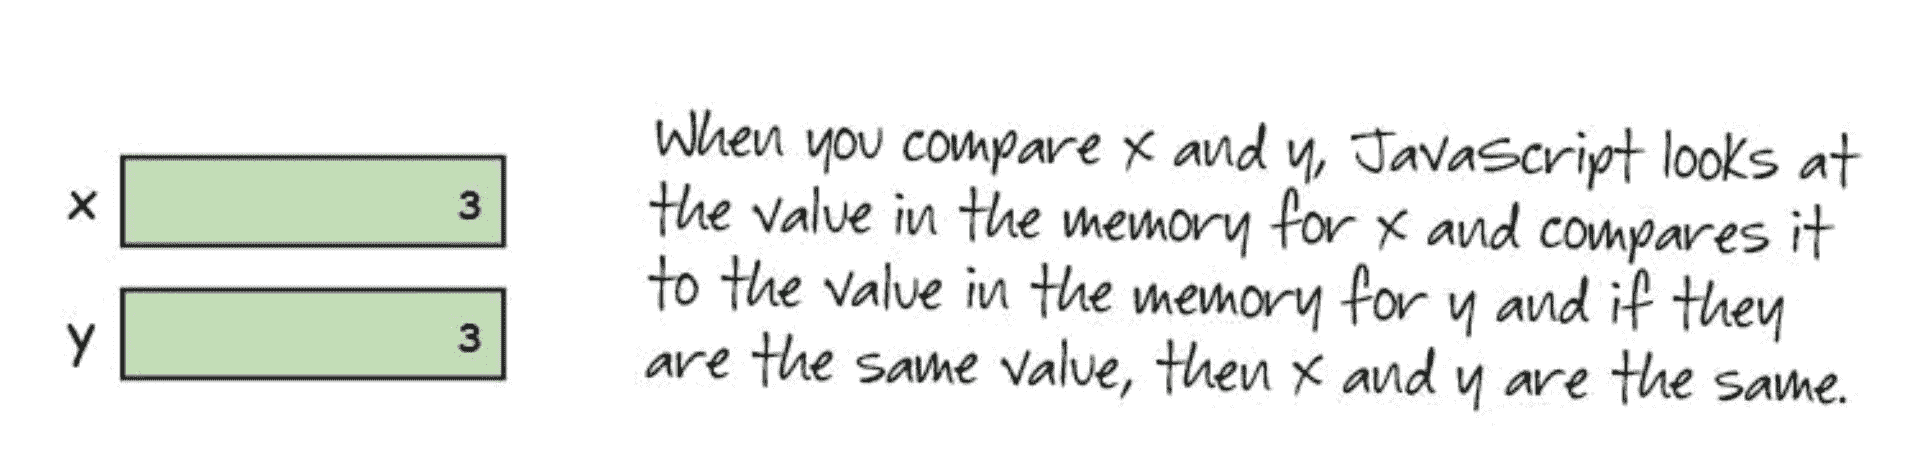 x 3
y 3
When you compare x and y, JavaScript looks at
the value in the memory for x and compares it
to the value in the memory for y and if they
are the same value, then x and y are the same.